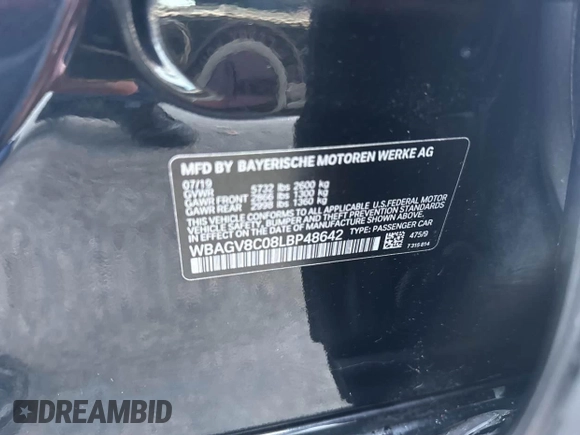 MFD BY BAYERISCHE MOTOREN WERKE AG
07/19
GVWR 5732 lbs 2600 kg
GAWR FRONT 2866 lbs 1300 kg
GAWR REAR 2998 lbs 1360 kg
THIS VEHICLE CONFORMS TO ALL APPLICABLE U.S.FEDERAL MOTOR
VEHICLE SAFETY, BUMPER AND THEFT PREVENTION STANDARDS
IN EFFECT ON THE DATE OF MANUFACTURE SHOWN ABOVE.
WBAGV8C08LBP48642 TYPE: PASSENGER CAR
475/9
7 315 814
DREAMBID